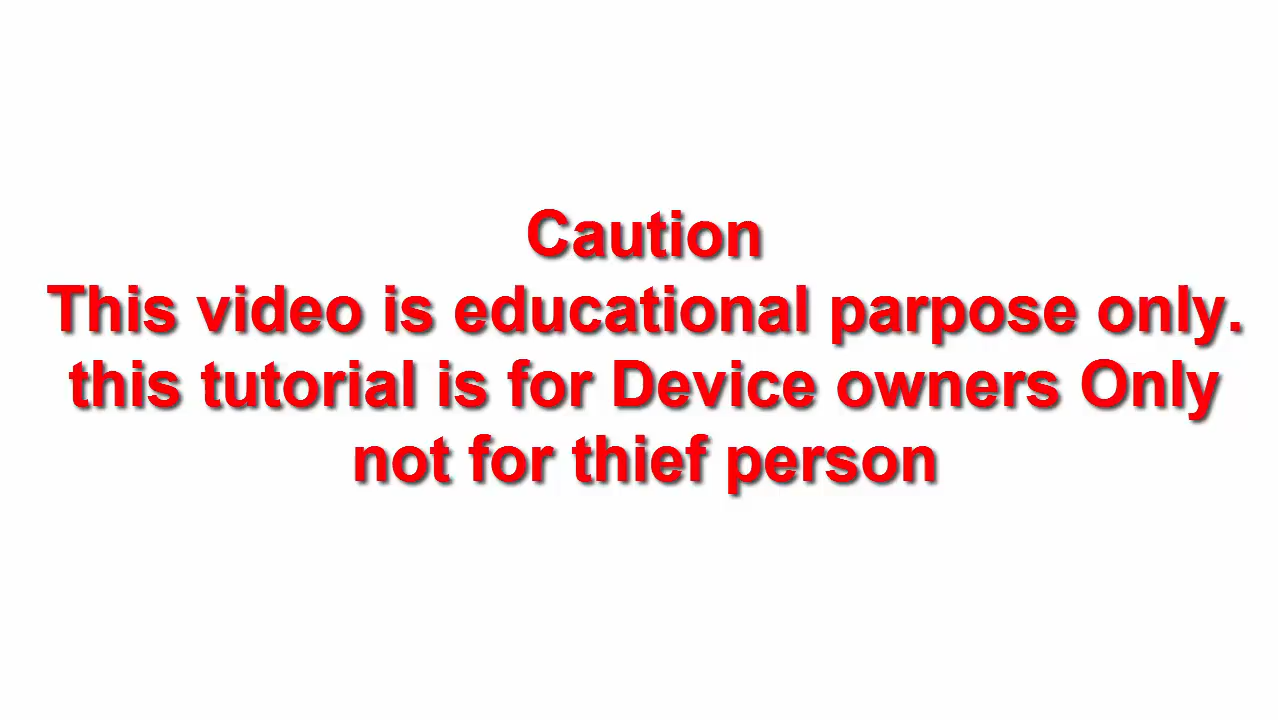 Caution
This video is educational parpose only.
this tutorial is for Device owners Only
not for thief person